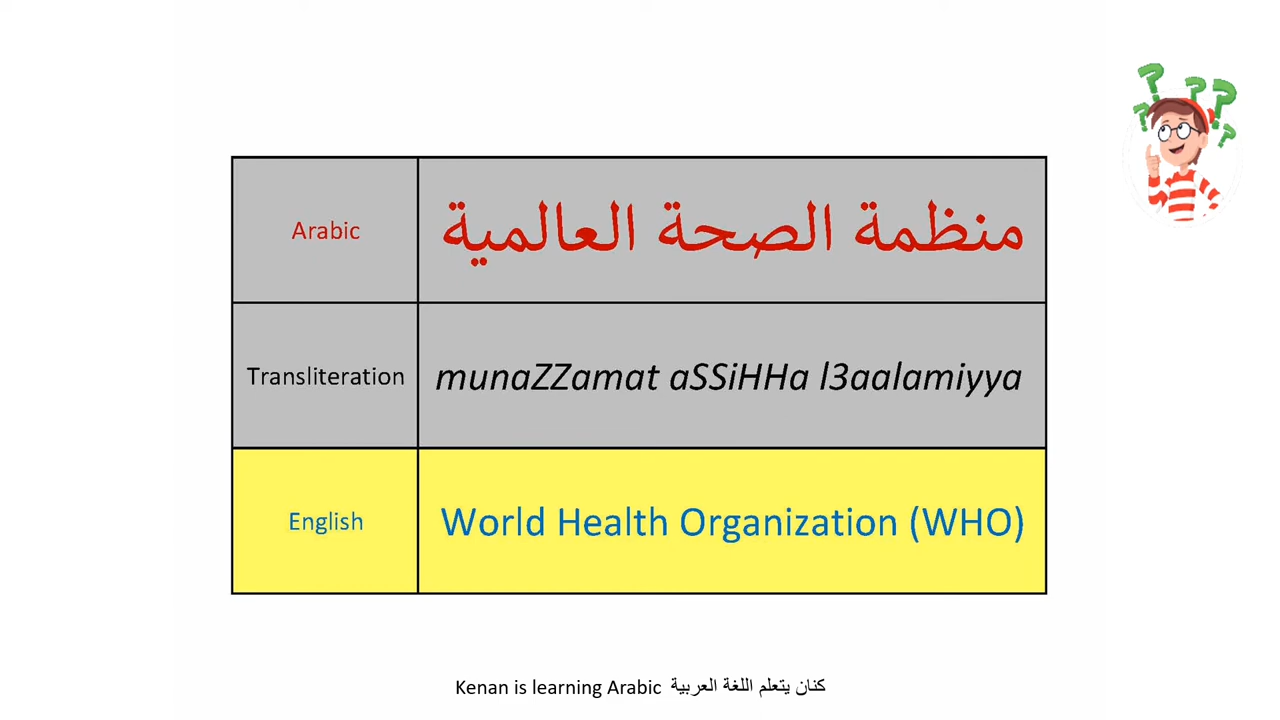 Arabic منظمة الصحة العالمية
Transliteration munaZZamat aSSiHHa l3aalamiyya
English World Health Organization (WHO)
Kenan is learning Arabic كنان يتعلم اللغة العربية